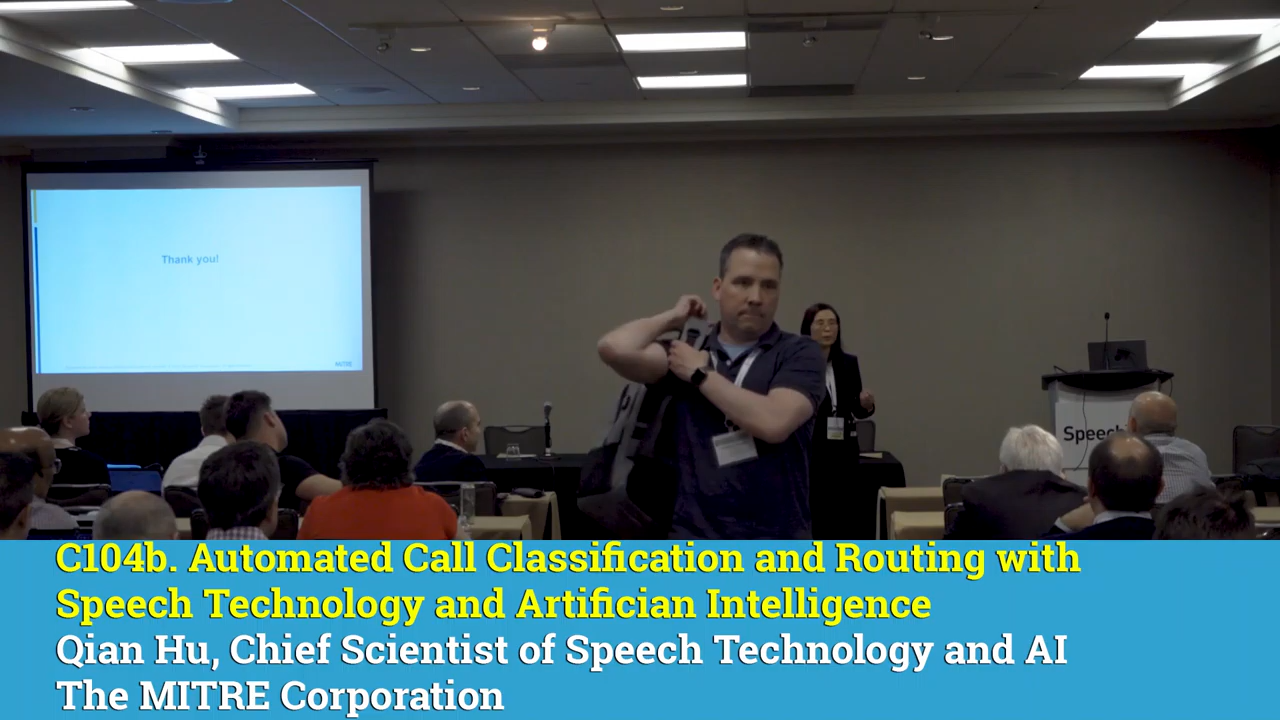 Thank you!
MITRE
Speech
C104b. Automated Call Classification and Routing with
Speech Technology and Artifician Intelligence
Qian Hu, Chief Scientist of Speech Technology and AI
The MITRE Corporation